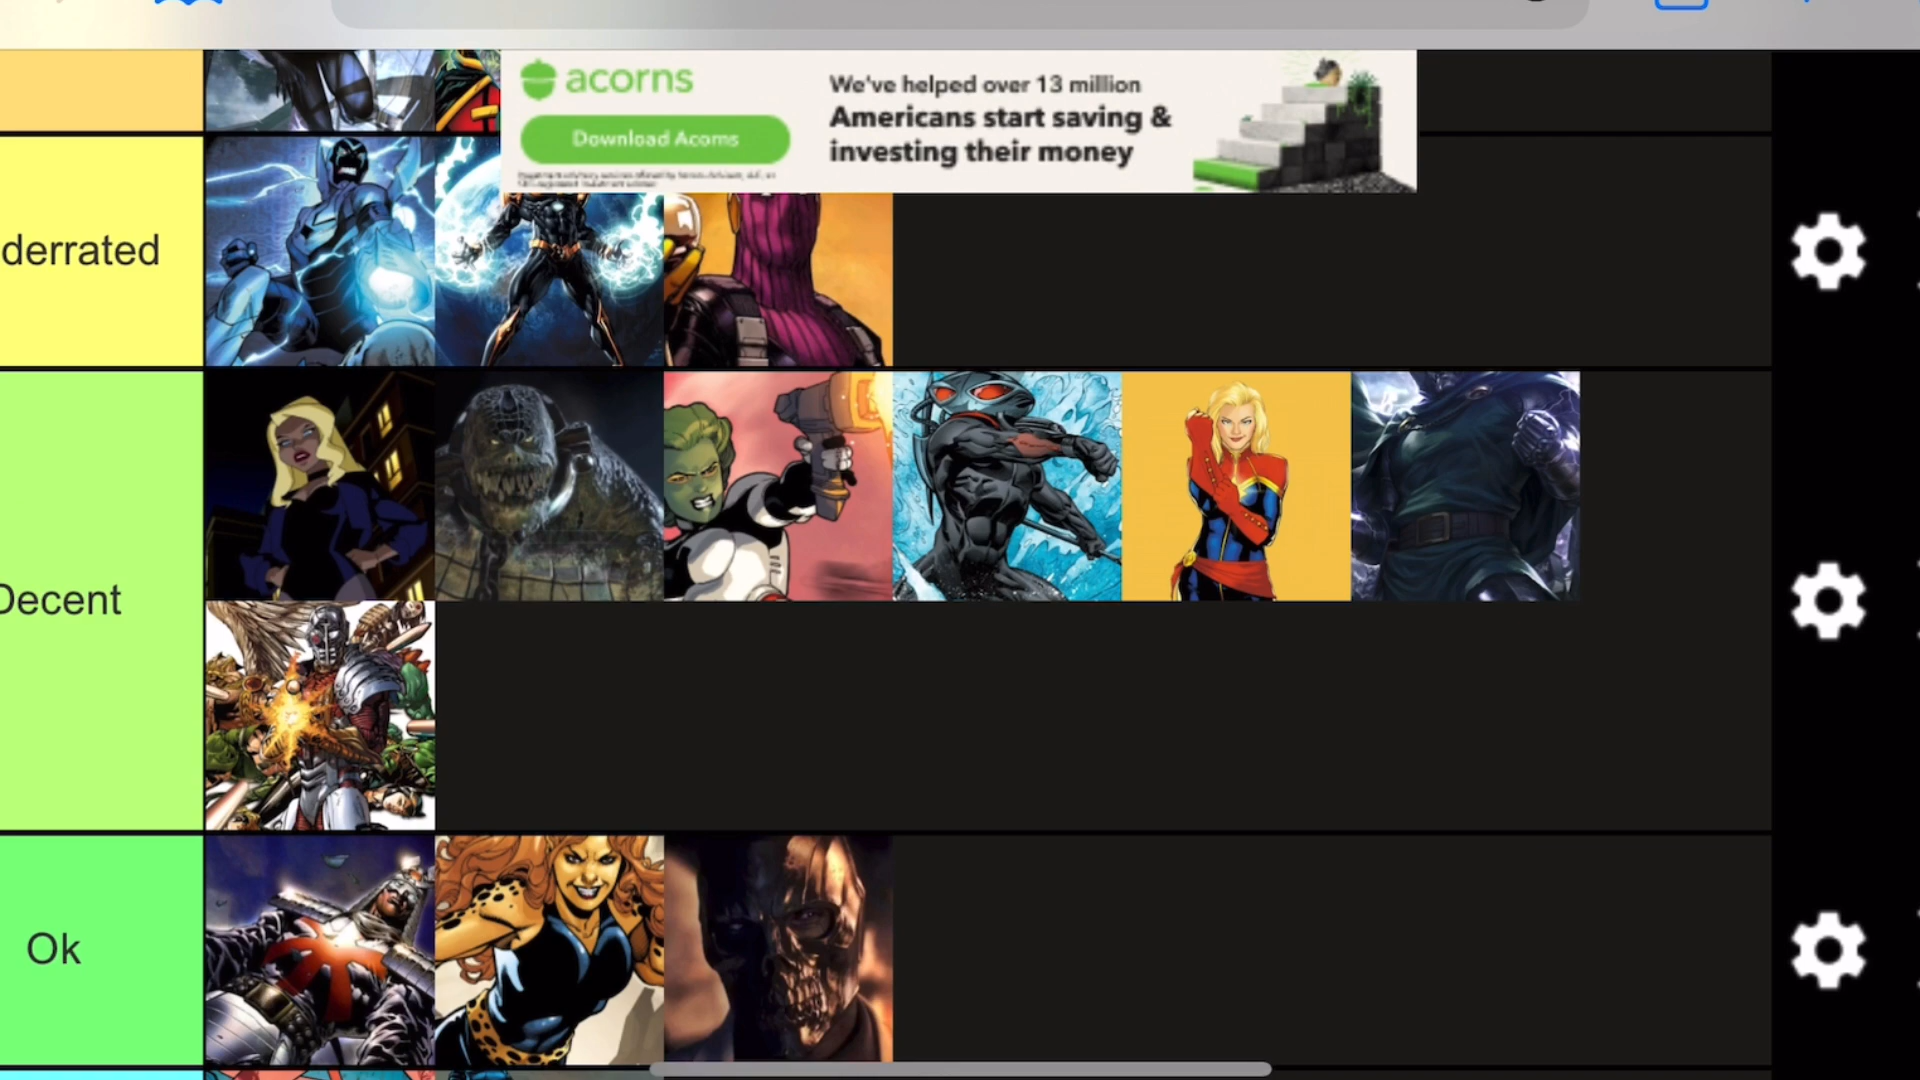 acorns
Download Acorns
We've helped over 13 million
Americans start saving &
investing their money
derrated
Decent
Ok